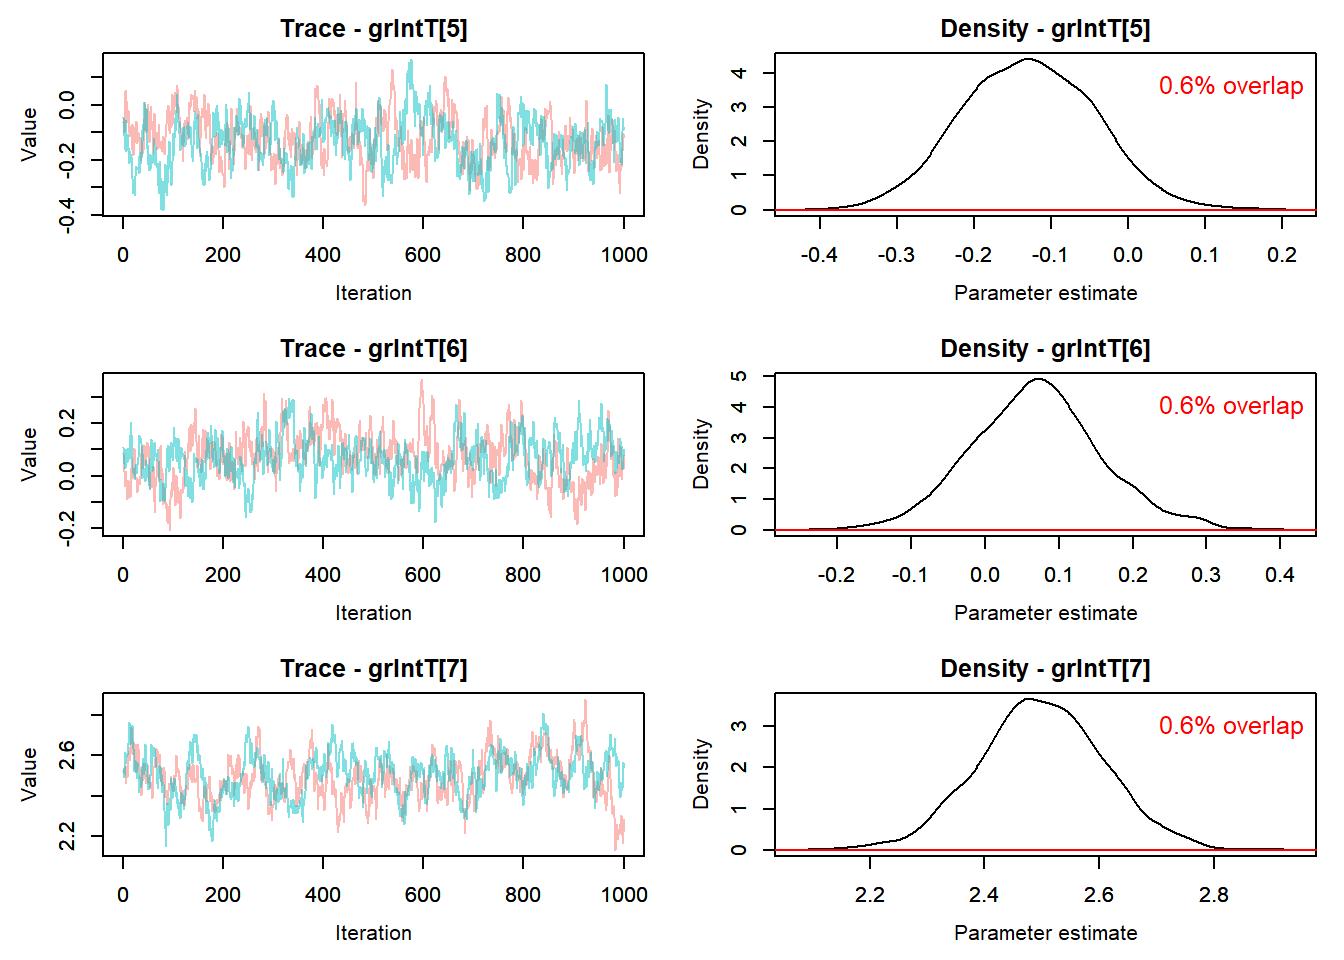 Trace - grIntT[5]
Value
0.0
-0.2
-0.4
0
200
400
600
800
1000
Iteration
Density - grIntT[5]
0.6% overlap
Density
4
3
2
1
0
-0.4
-0.3
-0.2
-0.1
0.0
0.1
0.2
Parameter estimate
Trace - grIntT[6]
Value
0.2
0.0
-0.2
0
200
400
600
800
1000
Iteration
Density - grIntT[6]
0.6% overlap
Density
5
4
3
2
1
0
-0.2
-0.1
0.0
0.1
0.2
0.3
0.4
Parameter estimate
Trace - grIntT[7]
Value
2.6
2.2
0
200
400
600
800
1000
Iteration
Density - grIntT[7]
0.6% overlap
Density
3
2
1
0
2.2
2.4
2.6
2.8
Parameter estimate